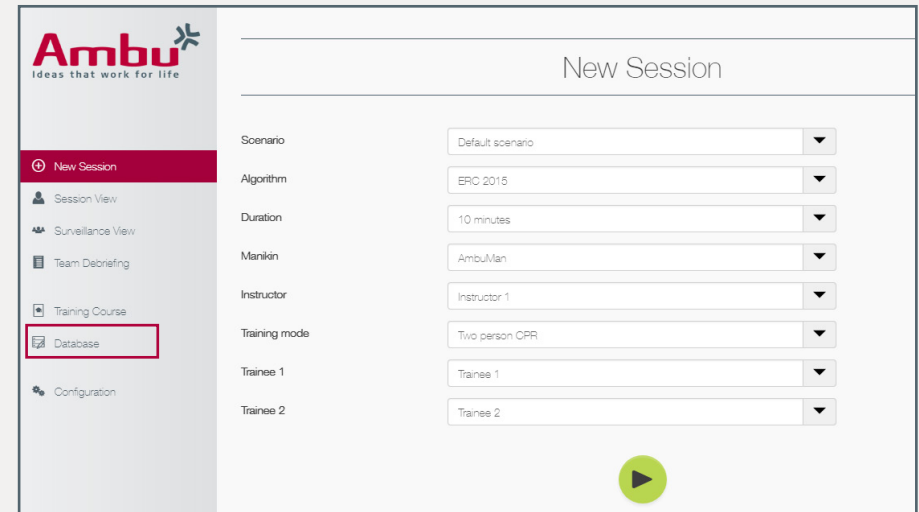 Ambu
Ideas that work for life
New Session
Session View
Surveillance View
Team Debriefing
Training Course
Database
Configuration
New Session
Scenario Default scenario
Algorithm ERC 2015
Duration 10 minutes
Manikin AmbuMan
Instructor Instructor 1
Training mode Two person CPR
Trainee 1 Trainee 1
Trainee 2 Trainee 2